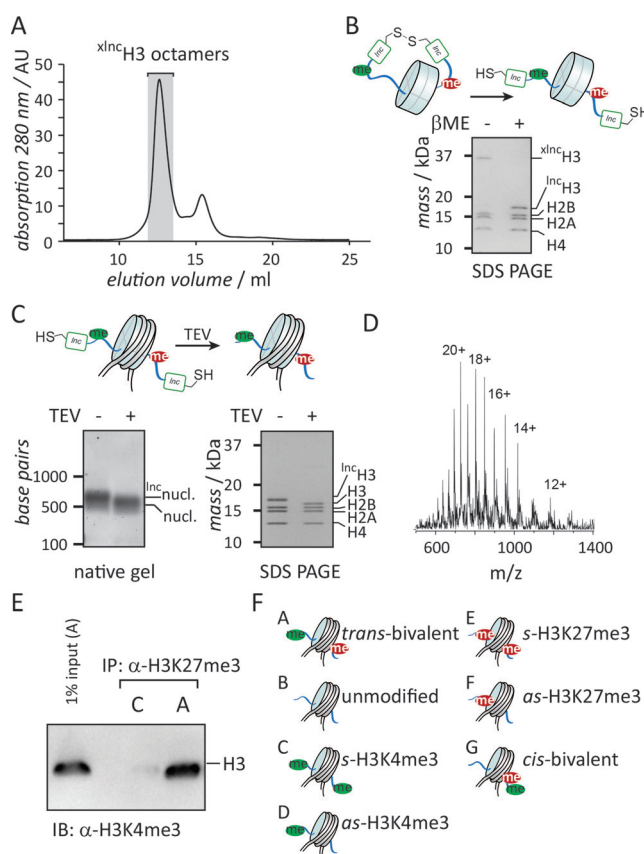 A
xlncH3 octamers
absorption 280 nm / AU
50
40
30
20
10
0
10
15
20
25
elution volume / ml
B
S
S
lnc
lnc
me
me
HS
lnc
me
me
lnc
SH
βME
-
+
mass / kDa
37
20
15
10
xlncH3
lncH3
H2B
H2A
H4
SDS PAGE
C
HS
lnc
me
me
lnc
SH
TEV
me
me
TEV - +
base pairs
1000
500
100
lncnucl.
nucl.
native gel
TEV - +
mass / kDa
37
20
15
10
lncH3
H3
H2B
H2A
H4
SDS PAGE
D
20+
18+
16+
14+
12+
600
1000
1400
m/z
E
1% input (A)
IP: α-H3K27me3
C A
H3
IB: α-H3K4me3
F
A
me
me
trans-bivalent
B
unmodified
C
me
me
s-H3K4me3
D
me
as-H3K4me3
E
me
me
s-H3K27me3
F
me
as-H3K27me3
G
me
me
cis-bivalent